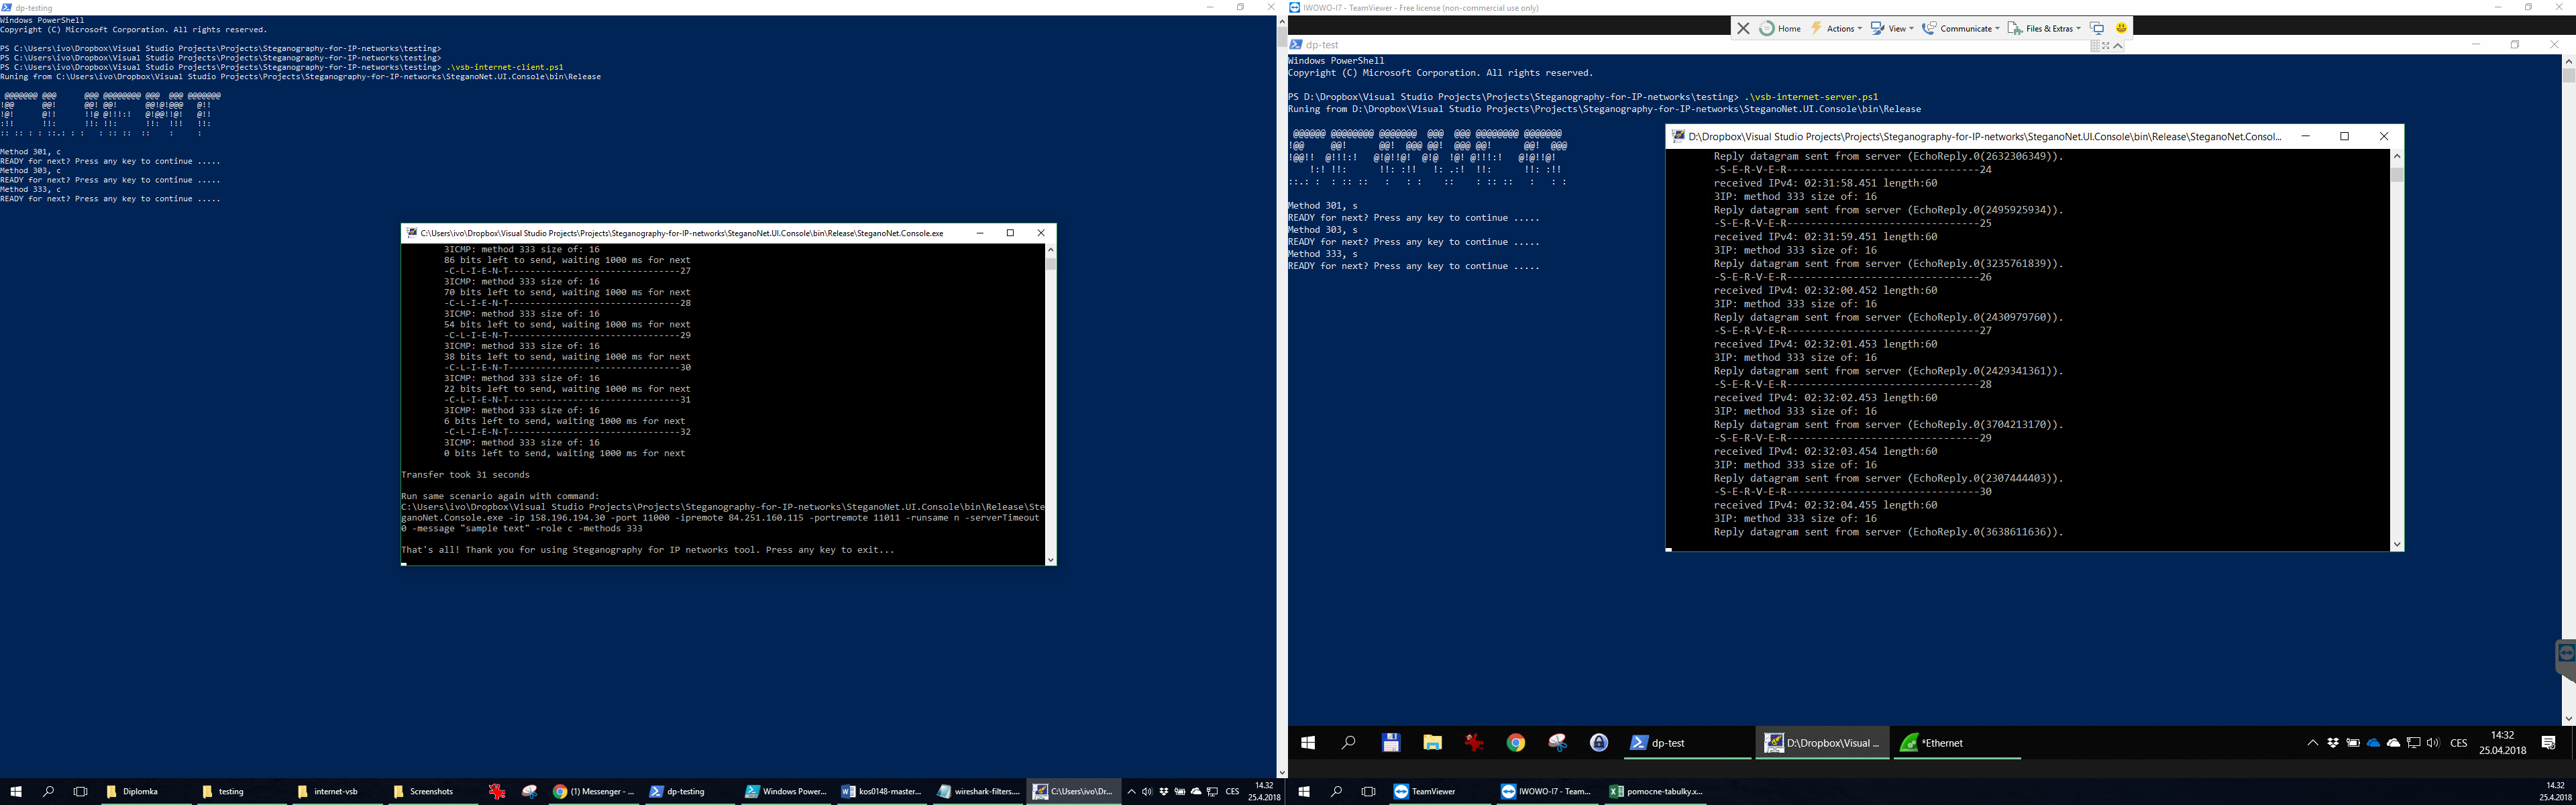 dp-testing
Windows PowerShell
Copyright (C) Microsoft Corporation. All rights reserved.
PS C:\Users\ivo\Dropbox\Visual Studio Projects\Projects\Steganography-for-IP-networks\testing>
PS C:\Users\ivo\Dropbox\Visual Studio Projects\Projects\Steganography-for-IP-networks\testing>
PS C:\Users\ivo\Dropbox\Visual Studio Projects\Projects\Steganography-for-IP-networks\testing> .\vsb-internet-client.ps1
Runing from C:\Users\ivo\Dropbox\Visual Studio Projects\Projects\Steganography-for-IP-networks\SteganoNet.UI.Console\bin\Release
Method 301, c
READY for next? Press any key to continue .....
Method 303, c
READY for next? Press any key to continue .....
Method 333, c
READY for next? Press any key to continue .....
C:\Users\ivo\Dropbox\Visual Studio Projects\Projects\Steganography-for-IP-networks\SteganoNet.UI.Console\bin\Release\SteganoNet.Console.exe
3ICMP: method 333 size of: 16
86 bits left to send, waiting 1000 ms for next
-C-L-I-E-N-T--------------------------------27
3ICMP: method 333 size of: 16
70 bits left to send, waiting 1000 ms for next
-C-L-I-E-N-T--------------------------------28
3ICMP: method 333 size of: 16
54 bits left to send, waiting 1000 ms for next
-C-L-I-E-N-T--------------------------------29
3ICMP: method 333 size of: 16
38 bits left to send, waiting 1000 ms for next
-C-L-I-E-N-T--------------------------------30
3ICMP: method 333 size of: 16
22 bits left to send, waiting 1000 ms for next
-C-L-I-E-N-T--------------------------------31
3ICMP: method 333 size of: 16
6 bits left to send, waiting 1000 ms for next
-C-L-I-E-N-T--------------------------------32
3ICMP: method 333 size of: 16
0 bits left to send, waiting 1000 ms for next
Transfer took 31 seconds
Run same scenario again with command:
C:\Users\ivo\Dropbox\Visual Studio Projects\Projects\Steganography-for-IP-networks\SteganoNet.UI.Console\bin\Release\Ste
ganoNet.Console.exe -ip 158.196.194.30 -port 11000 -ipremote 84.251.160.115 -portremote 11011 -runsame n -serverTimeout
0 -message "sample text" -role c -methods 333
That's all! Thank you for using Steganography for IP networks tool. Press any key to exit...
Diplomka
testing
internet-vsb
Screenshots
(1) Messenger - ...
dp-testing
Windows Power...
kos0148-master...
wireshark-filters....
C:\Users\ivo\Dr...
CES
14.32
25.4.2018
IWOWO-I7 - TeamViewer - Free license (non-commercial use only)
Home
Actions
View
Communicate
Files & Extras
dp-test
Windows PowerShell
Copyright (C) Microsoft Corporation. All rights reserved.
PS D:\Dropbox\Visual Studio Projects\Projects\Steganography-for-IP-networks\testing> .\vsb-internet-server.ps1
Runing from D:\Dropbox\Visual Studio Projects\Projects\Steganography-for-IP-networks\SteganoNet.UI.Console\bin\Release
Method 301, s
READY for next? Press any key to continue .....
Method 303, s
READY for next? Press any key to continue .....
Method 333, s
READY for next? Press any key to continue .....
D:\Dropbox\Visual Studio Projects\Projects\Steganography-for-IP-networks\SteganoNet.UI.Console\bin\Release\SteganoNet.Consol...
Reply datagram sent from server (EchoReply.0(2632306349)).
-S-E-R-V-E-R--------------------------------24
received IPv4: 02:31:58.451 length:60
3IP: method 333 size of: 16
Reply datagram sent from server (EchoReply.0(2495925934)).
-S-E-R-V-E-R--------------------------------25
received IPv4: 02:31:59.451 length:60
3IP: method 333 size of: 16
Reply datagram sent from server (EchoReply.0(3235761839)).
-S-E-R-V-E-R--------------------------------26
received IPv4: 02:32:00.452 length:60
3IP: method 333 size of: 16
Reply datagram sent from server (EchoReply.0(2430979760)).
-S-E-R-V-E-R--------------------------------27
received IPv4: 02:32:01.453 length:60
3IP: method 333 size of: 16
Reply datagram sent from server (EchoReply.0(2429341361)).
-S-E-R-V-E-R--------------------------------28
received IPv4: 02:32:02.453 length:60
3IP: method 333 size of: 16
Reply datagram sent from server (EchoReply.0(3704213170)).
-S-E-R-V-E-R--------------------------------29
received IPv4: 02:32:03.454 length:60
3IP: method 333 size of: 16
Reply datagram sent from server (EchoReply.0(2307444403)).
-S-E-R-V-E-R--------------------------------30
received IPv4: 02:32:04.455 length:60
3IP: method 333 size of: 16
Reply datagram sent from server (EchoReply.0(3638611636)).
dp-test
D:\Dropbox\Visual ...
*Ethernet
CES
14:32
25.04.2018
TeamViewer
IWOWO-I7 - Team...
pomocne-tabulky.x...
14.32
25.4.2018